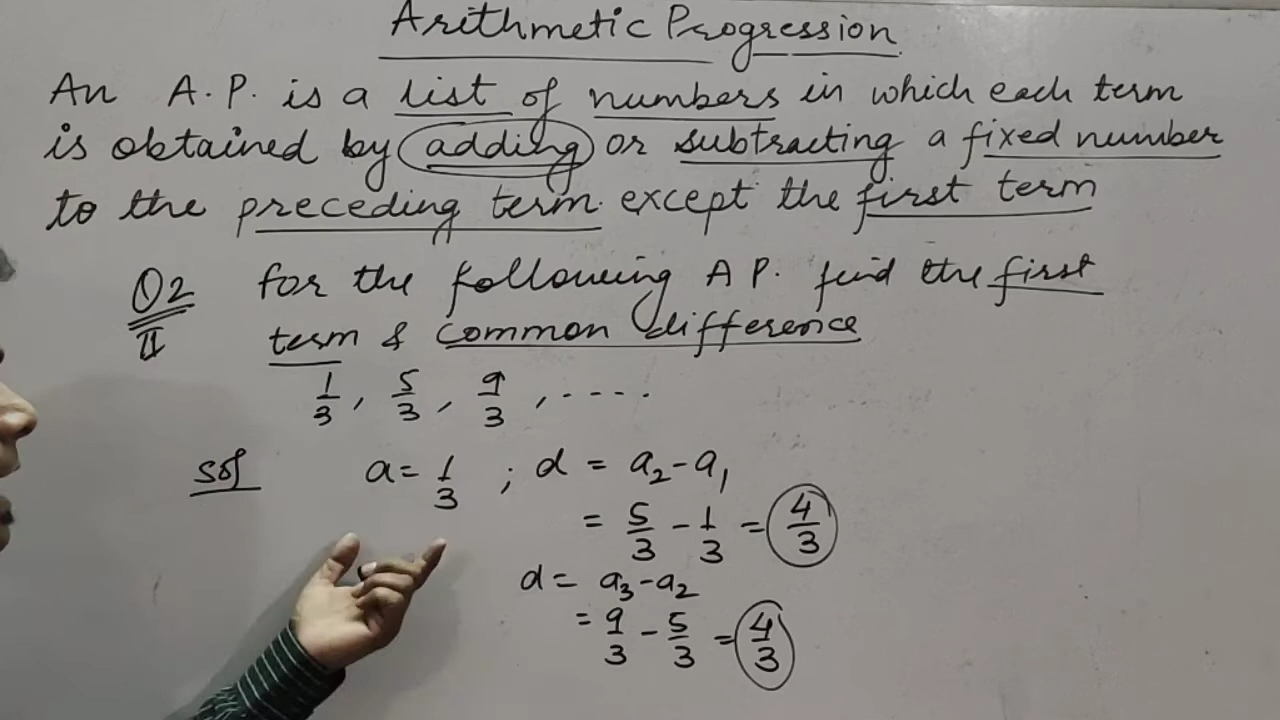 Arithmetic Progression
An A.P. is a list of numbers in which each term
is obtained by adding or subtracting a fixed number
to the preceding term except the first term
Q2 for the following A P. find the first
II term & common difference
1/3, 5/3, 9/3, ....
Sol a = 1/3 ; d = a₂ - a₁
= 5/3 - 1/3 = 4/3
d = a₃ - a₂
= 9/3 - 5/3 = 4/3